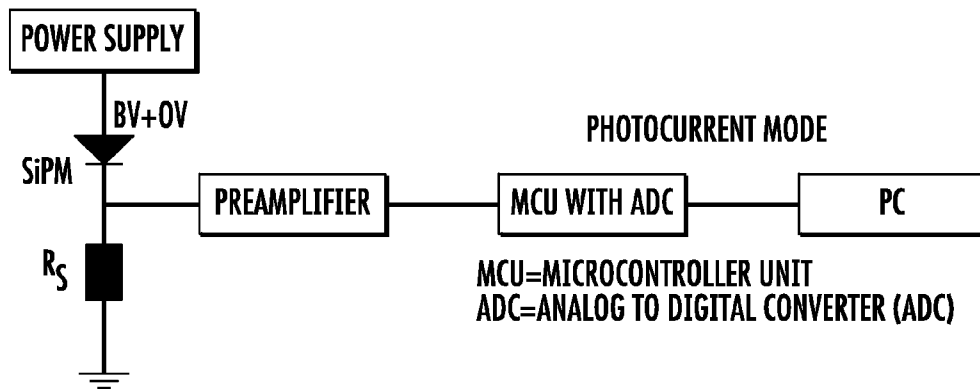 POWER SUPPLY
BV+OV
SiPM
PHOTOCURRENT MODE
PREAMPLIFIER
MCU WITH ADC
PC
RS
MCU=MICROCONTROLLER UNIT
ADC=ANALOG TO DIGITAL CONVERTER (ADC)